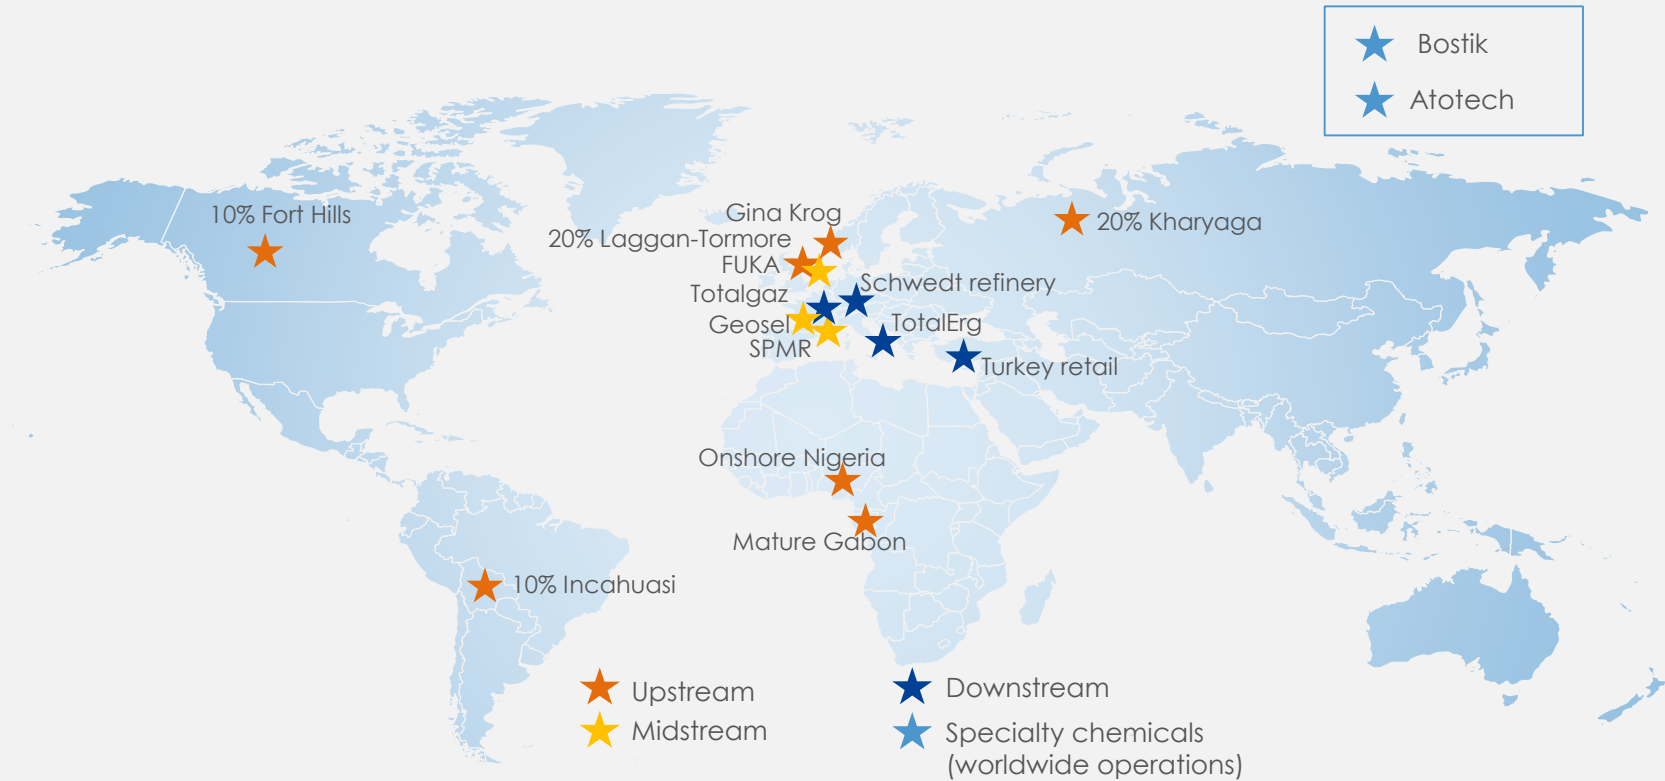 Bostik
Atotech
10% Fort Hills
Gina Krog
20% Kharyaga
20% Laggan-Tormore
FUKA
Schwedt refinery
Totalgaz
Geosel
TotalErg
SPMR
Turkey retail
Onshore Nigeria
Mature Gabon
10% Incahuasi
Upstream
Downstream
Midstream
Specialty chemicals
(worldwide operations)